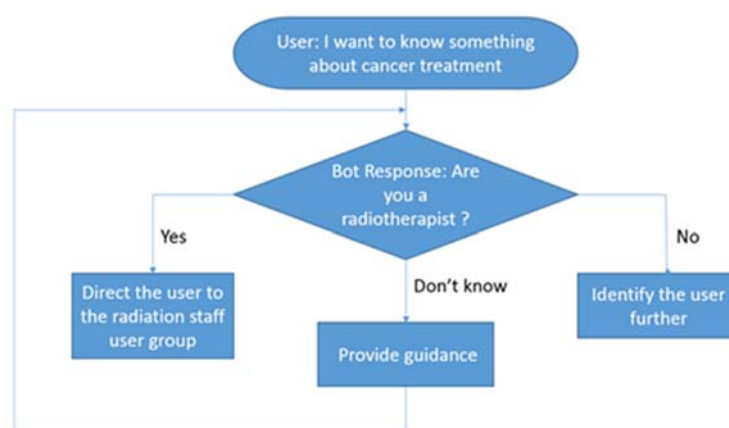 User: I want to know something
about cancer treatment
Bot Response: Are
you a
radiotherapist ?
Yes
No
Direct the user to
the radiation staff
user group
Don't know
Identify the user
further
Provide guidance